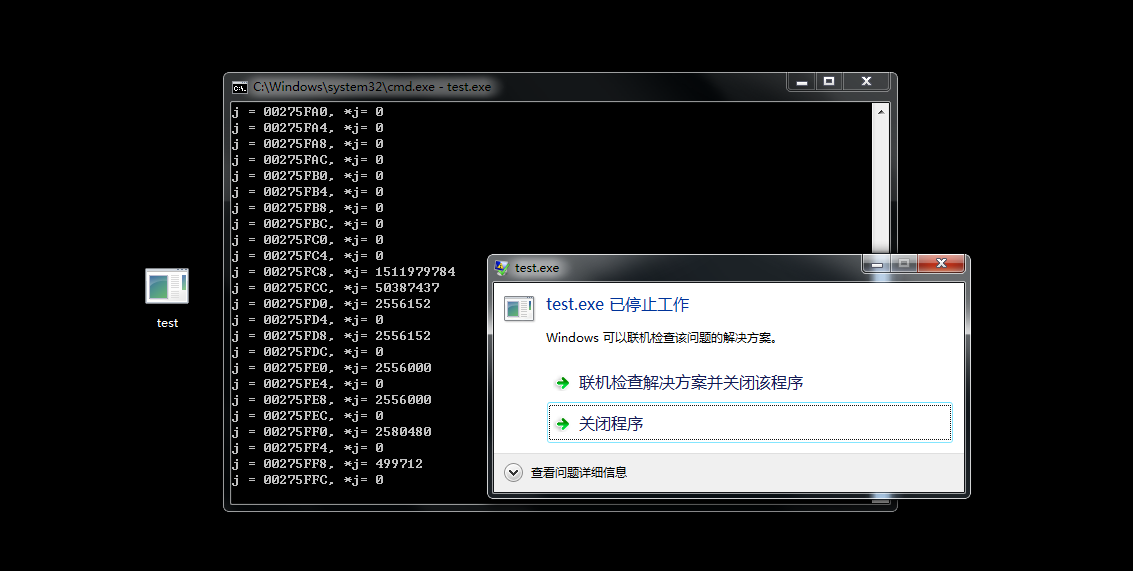 C:\Windows\system32\cmd.exe - test.exe
j = 00275FA0, *j= 0
j = 00275FA4, *j= 0
j = 00275FA8, *j= 0
j = 00275FAC, *j= 0
j = 00275FB0, *j= 0
j = 00275FB4, *j= 0
j = 00275FB8, *j= 0
j = 00275FBC, *j= 0
j = 00275FC0, *j= 0
j = 00275FC4, *j= 0
j = 00275FC8, *j= 1511979784
j = 00275FCC, *j= 50387437
j = 00275FD0, *j= 2556152
j = 00275FD4, *j= 0
j = 00275FD8, *j= 2556152
j = 00275FDC, *j= 0
j = 00275FE0, *j= 2556000
j = 00275FE4, *j= 0
j = 00275FE8, *j= 2556000
j = 00275FEC, *j= 0
j = 00275FF0, *j= 2580480
j = 00275FF4, *j= 0
j = 00275FF8, *j= 499712
j = 00275FFC, *j= 0
test
test.exe
test.exe 已停止工作
Windows 可以联机检查该问题的解决方案。
联机检查解决方案并关闭该程序
关闭程序
查看问题详细信息